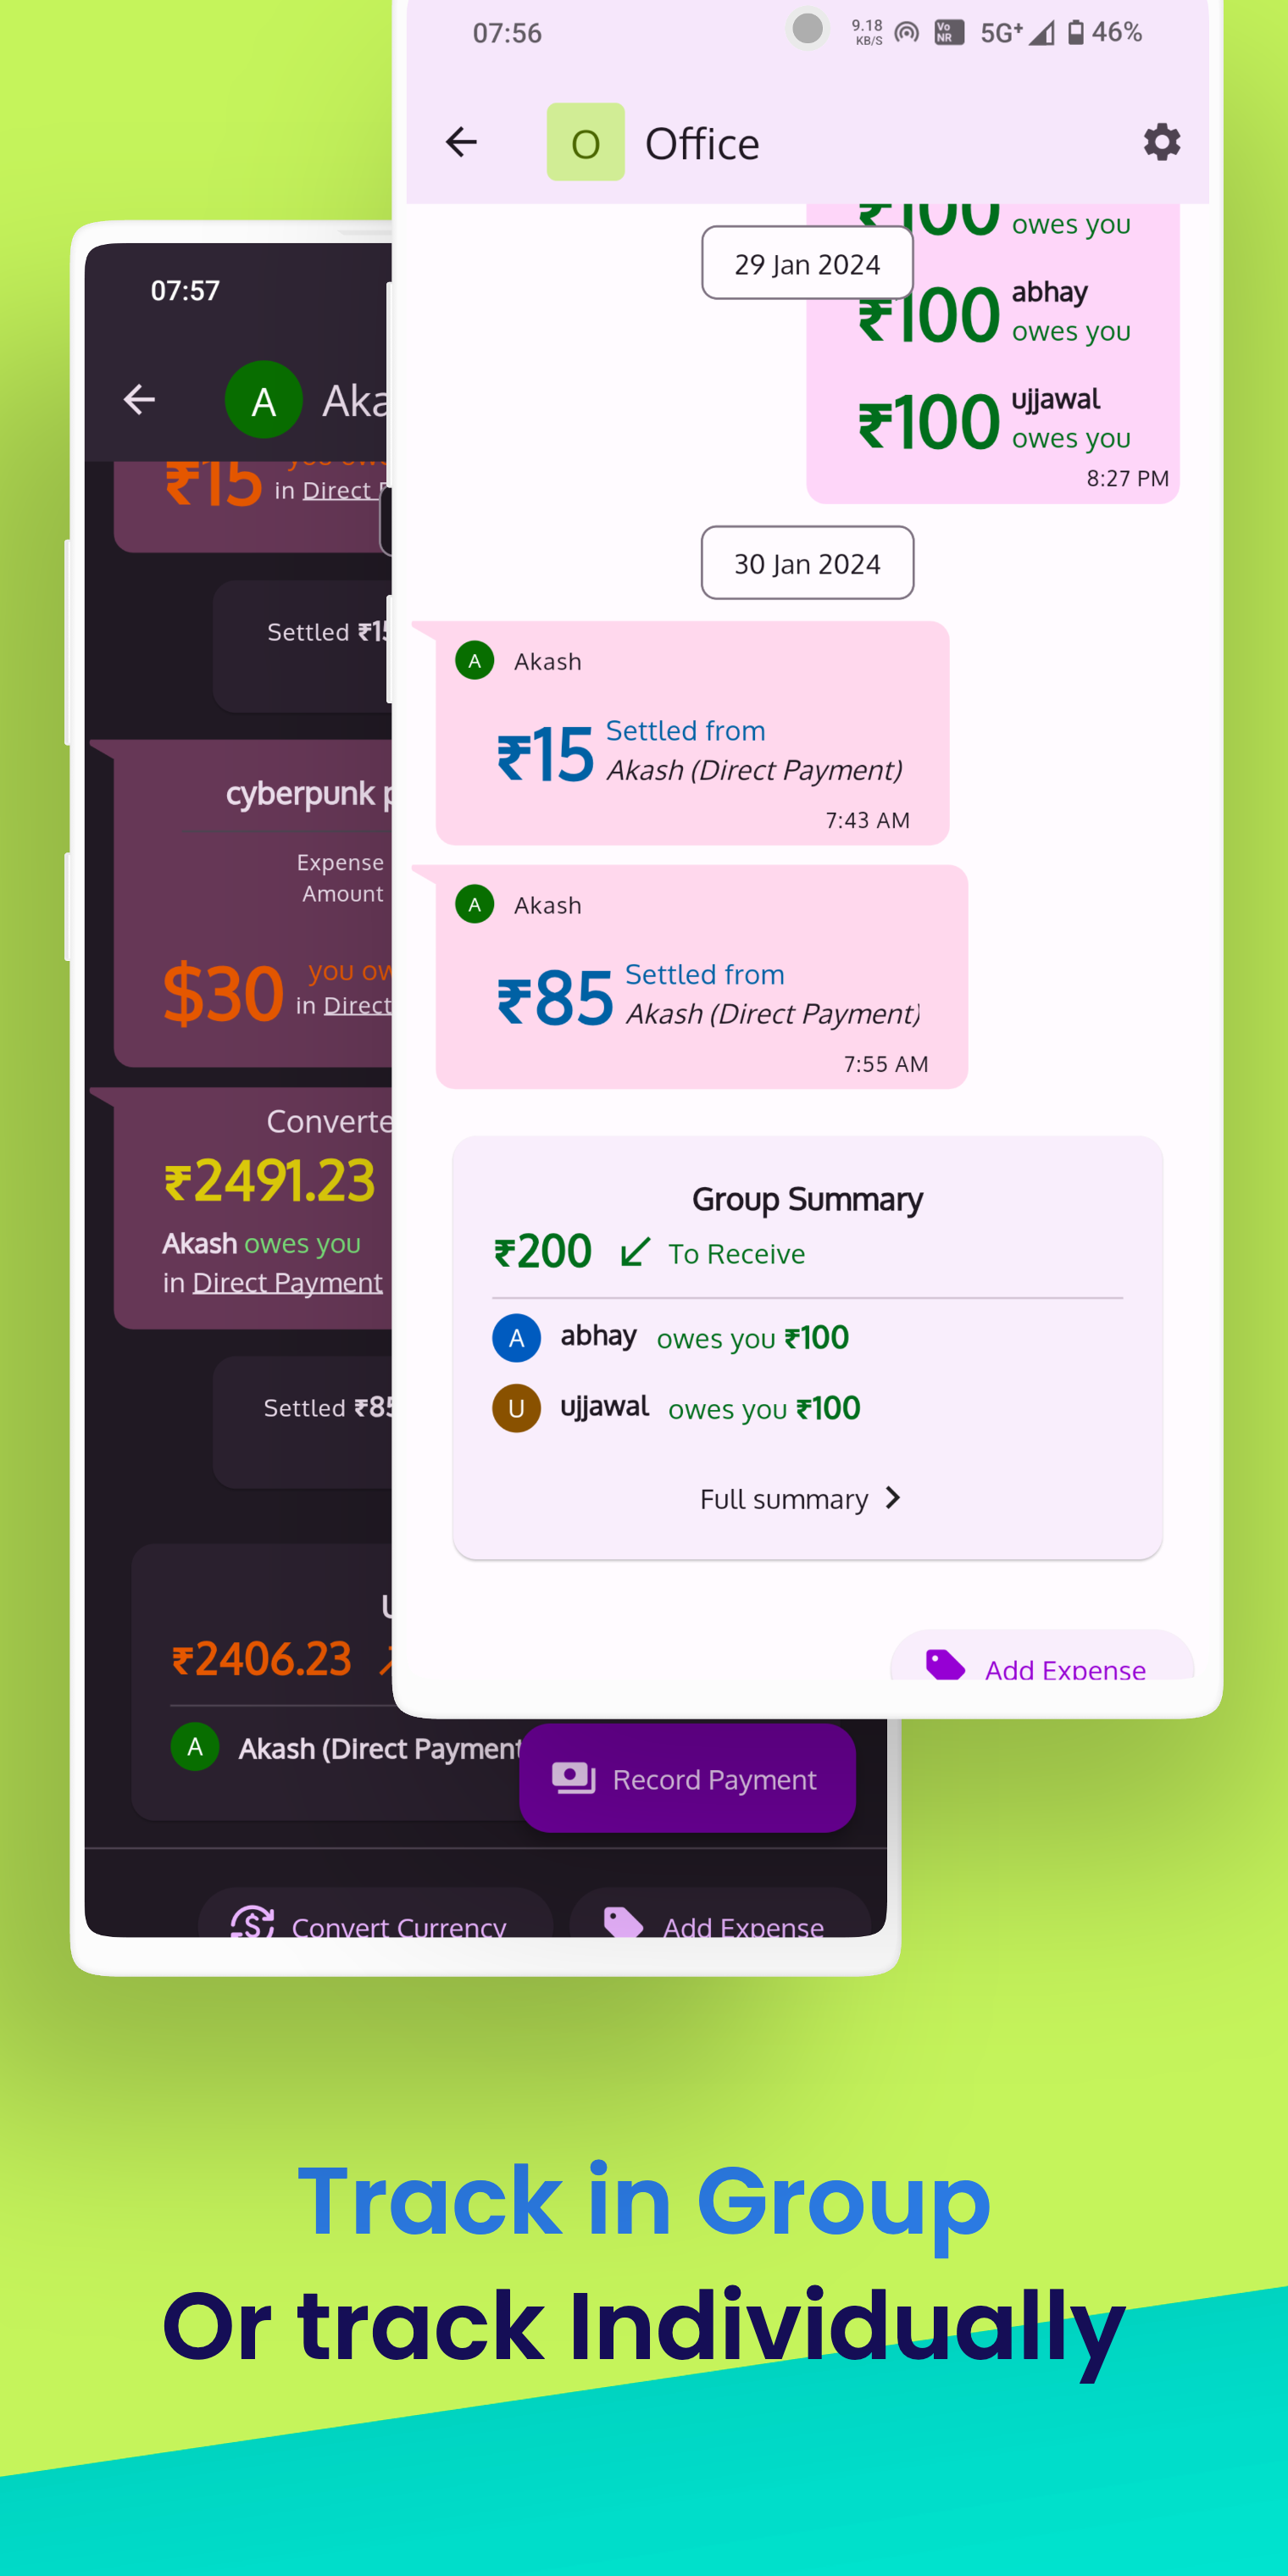 07:56
9.18
KB/S
Vo
NR
5G+
46%
O
Office
₹100 owes you
29 Jan 2024
₹100 abhay
owes you
₹100 ujjawal
owes you
8:27 PM
30 Jan 2024
A Akash
₹15 Settled from
Akash (Direct Payment)
7:43 AM
A Akash
₹85 Settled from
Akash (Direct Payment)
7:55 AM
Group Summary
₹200 To Receive
A abhay owes you ₹100
U ujjawal owes you ₹100
Full summary
Add Expense
07:57
A Aka
₹15
in Direct
Settled ₹15
cyberpunk
Expense
Amount
$30 you ow
in Direct
Converte
₹2491.23
Akash owes you
in Direct Payment
Settled ₹85
₹2406.23
A Akash (Direct Payment
Record Payment
Convert Currency
Add Expense
Track in Group
Or track Individually